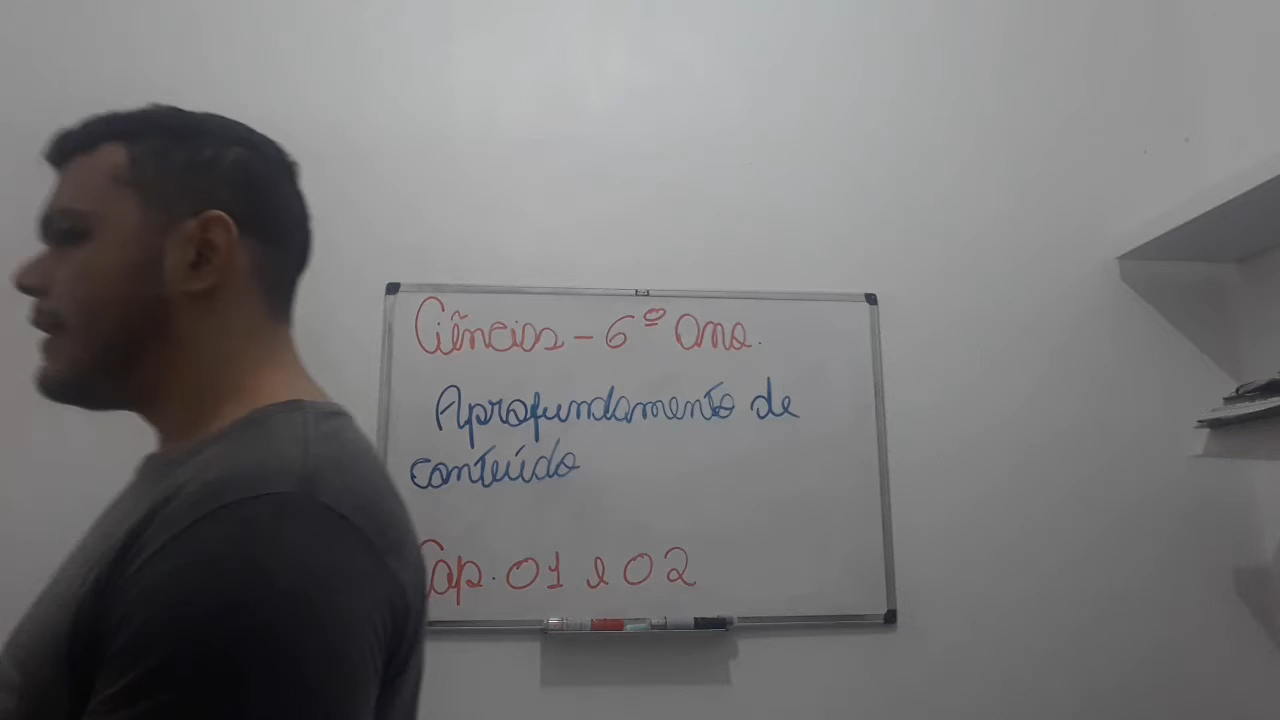 Ciências - 6º Ano.
Aprofundamento de
conteúdo
Cap. 01 e 02